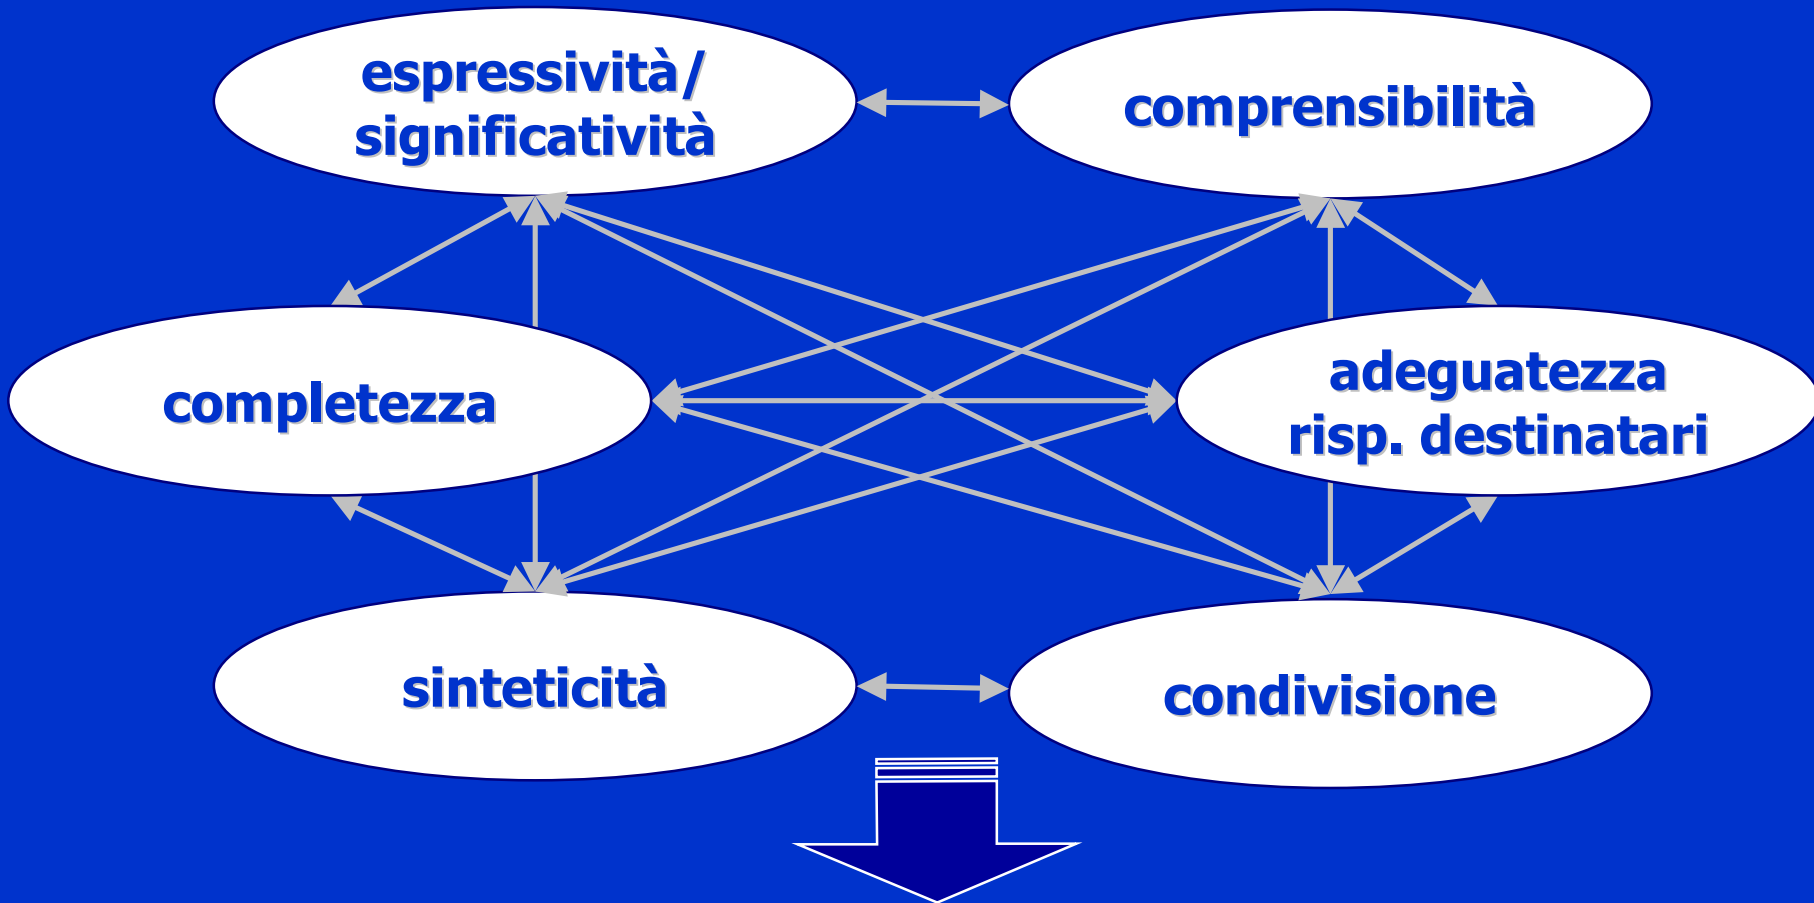 espressività/
significatività
comprensibilità
completezza
adeguatezza
risp. destinatari
sinteticità
condivisione